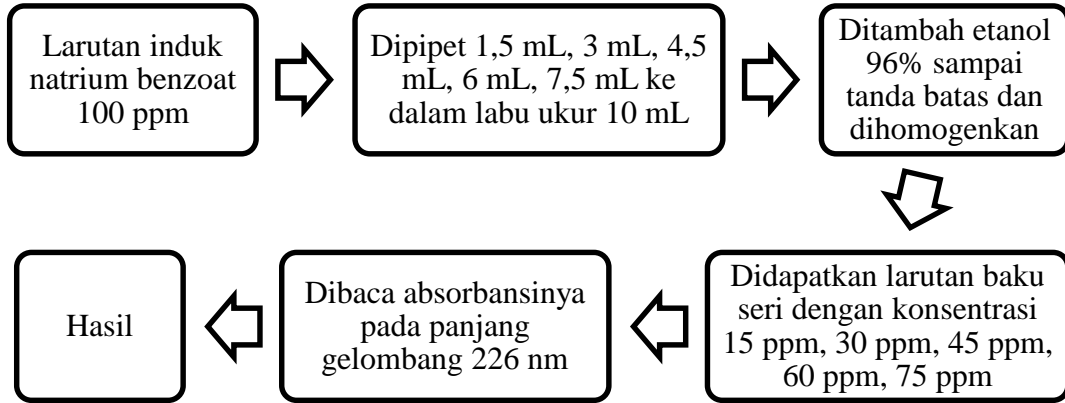 Larutan induk
natrium benzoat
100 ppm
Dipipet 1,5 mL, 3 mL, 4,5
mL, 6 mL, 7,5 mL ke
dalam labu ukur 10 mL
Ditambah etanol
96% sampai
tanda batas dan
dihomogenkan
Didapatkan larutan baku
seri dengan konsentrasi
15 ppm, 30 ppm, 45 ppm,
60 ppm, 75 ppm
Dibaca absorbansinya
pada panjang
gelombang 226 nm
Hasil